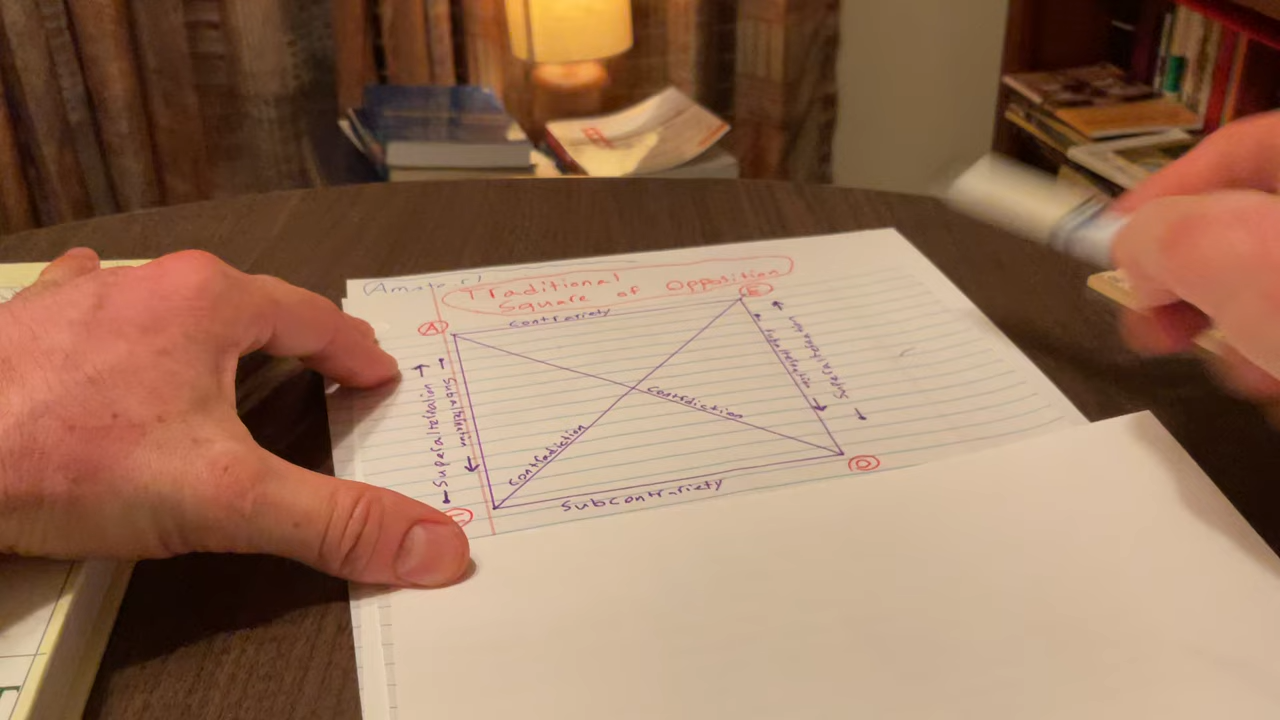 Traditional
Square of Opposition
A
E
Contrariety
Subalternation
Superalternation
Contradiction
Contradiction
Subalternation
Superalternation
O
Subcontrariety